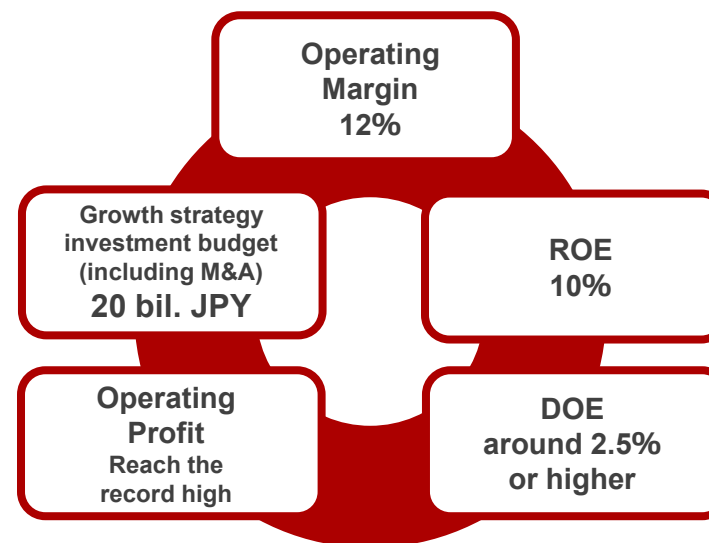 Operating
Margin
12%
Growth strategy
investment budget
(including M&A)
20 bil. JPY
ROE
10%
Operating
Profit
Reach the
record high
DOE
around 2.5%
or higher